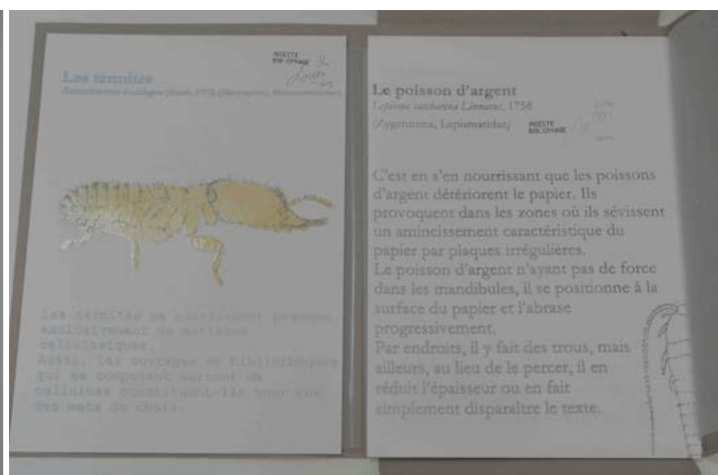 INSECTE
BIBLIOPHAGE
Les termites
C'est en s'en nourrissant que les poissons
d'argent détériorent le papier. Ils
provoquent dans les zones où ils sévissent
un amincissement caractéristique du
papier par plaques irrégulières.
Le poisson d'argent n'ayant pas de force
dans les mandibules, il se positionne à la
surface du papier et l'abrase
progressivement.
Par endroits, il y fait des trous, mais
ailleurs, au lieu de le percer, il en
réduit l'épaisseur ou en fait
simplement disparaître le texte.
Les termites se nourrissent presque
exclusivement de matières
cellulosiques.
Aussi, les ouvrages de bibliothèques
qui se composent surtout de
cellulose constituent-ils pour eux
des mets de choix.
Le poisson d'argent
Lepisma saccharina Linnaeus, 1758
(Zygentoma, Lepismatidae)
INSECTE
BIBLIOPHAGE